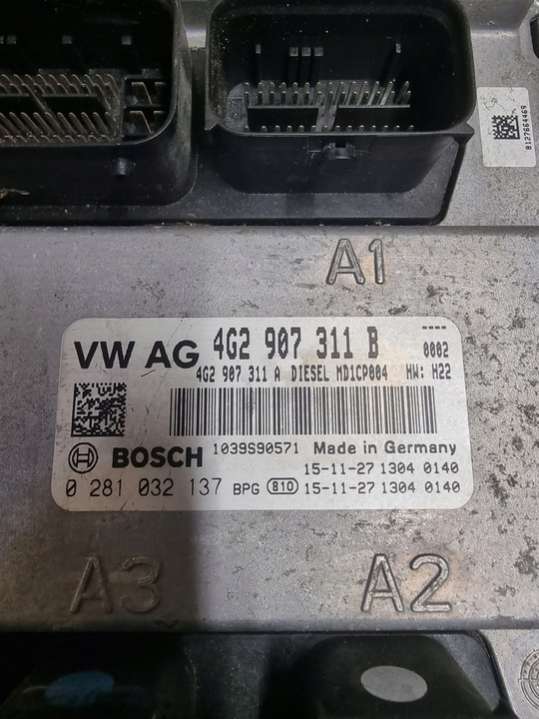 8127664469
A1
VW AG 4G2 907 311 B ----
0002
4G2 907 311 A DIESEL MD1CP004 HW: H22
BOSCH 1039S90571 Made in Germany
15-11-27 1304 0140
0 281 032 137 BPG 810 15-11-27 1304 0140
A3 A2